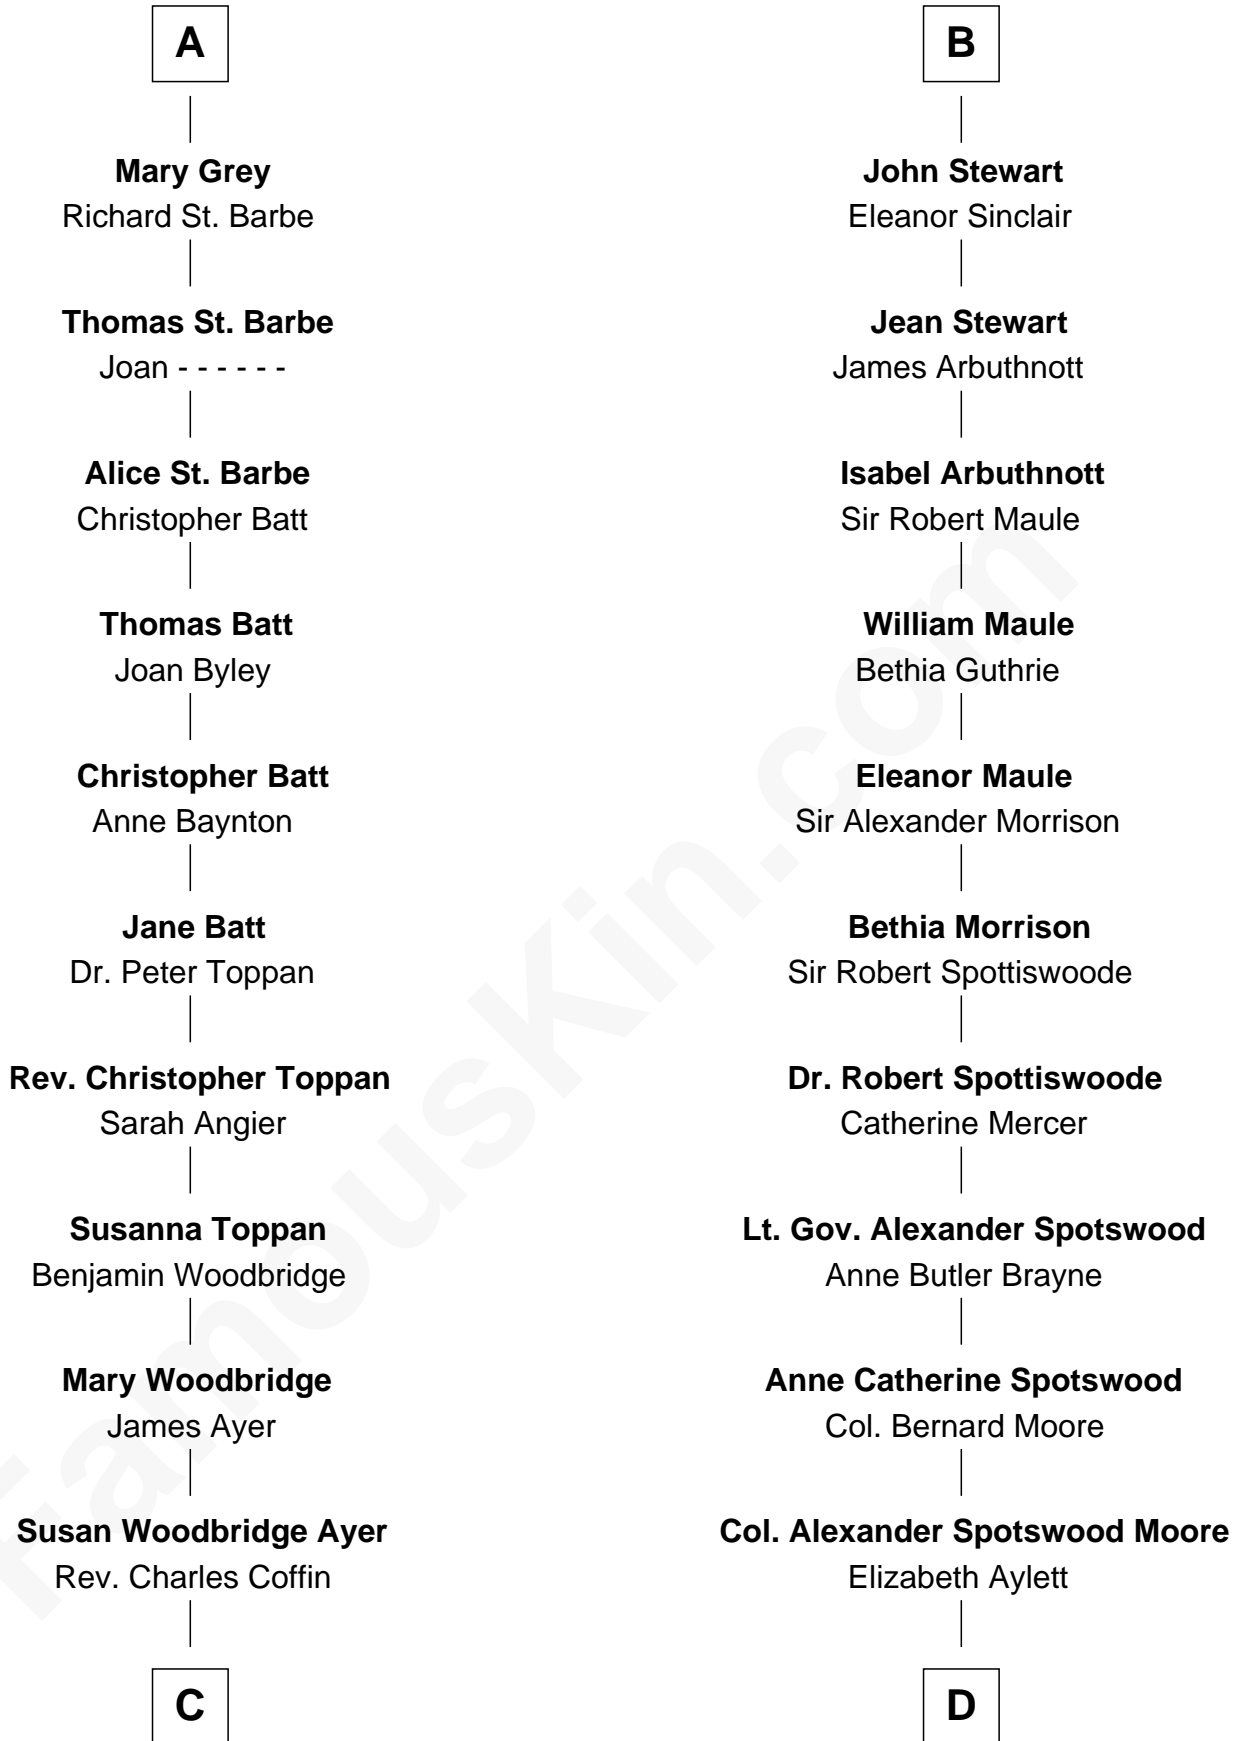 A
Mary Grey
Richard St. Barbe
Thomas St. Barbe
Joan - - - - - -
Alice St. Barbe
Christopher Batt
Thomas Batt
Joan Byley
Christopher Batt
Anne Baynton
Jane Batt
Dr. Peter Toppan
Rev. Christopher Toppan
Sarah Angier
Susanna Toppan
Benjamin Woodbridge
Mary Woodbridge
James Ayer
Susan Woodbridge Ayer
Rev. Charles Coffin
C
B
John Stewart
Eleanor Sinclair
Jean Stewart
James Arbuthnott
Isabel Arbuthnott
Sir Robert Maule
William Maule
Bethia Guthrie
Eleanor Maule
Sir Alexander Morrison
Bethia Morrison
Sir Robert Spottiswoode
Dr. Robert Spottiswoode
Catherine Mercer
Lt. Gov. Alexander Spotswood
Anne Butler Brayne
Anne Catherine Spotswood
Col. Bernard Moore
Col. Alexander Spotswood Moore
Elizabeth Aylett
D
FamousKin.com